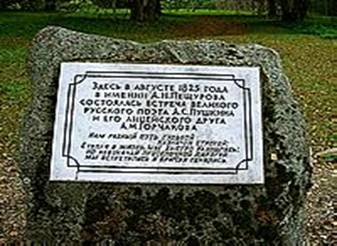 Здесь в августе 1825 года
в имении А.Н.Пещурова
состоялась встреча великого
русского поэта А.С.Пушкина
и его лицейского друга
А.М.Горчакова
Нам разный путь судьбой
назначен строгой;
Ступая в жизнь, мы быстро разошлись:
Но невзначай проселочной дорогой
Мы встретились и братски обнялись.